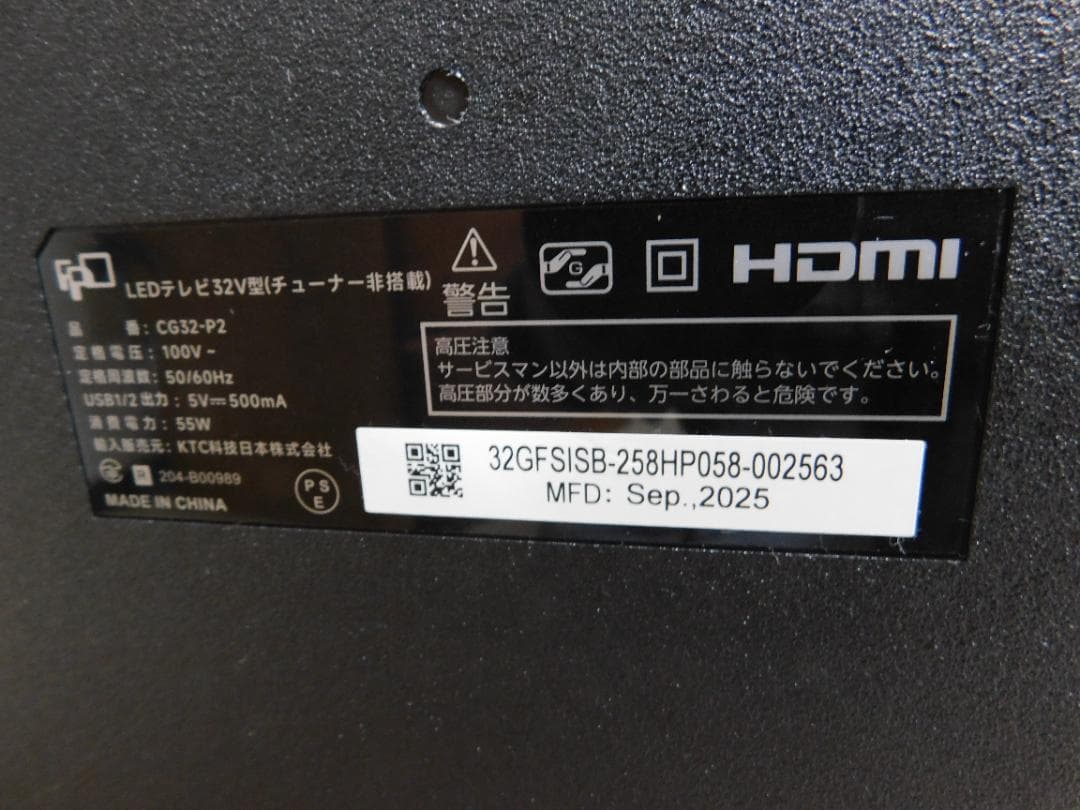 LEDテレビ32V型(チューナー非搭載)
品 番: CG32-P2
定格電圧: 100V ~
定格周波数: 50/60Hz
USB1/2出力: 5V⎓500mA
消費電力: 55W
輸入販売元: KTC科技日本株式会社
R 204-B00989
MADE IN CHINA
PS
E
警告
G
HDMI
高圧注意
サービスマン以外は内部の部品に触らないでください。
高圧部分が数多くあり、万一さわると危険です。
32GFSISB-258HP058-002563
MFD: Sep.,2025